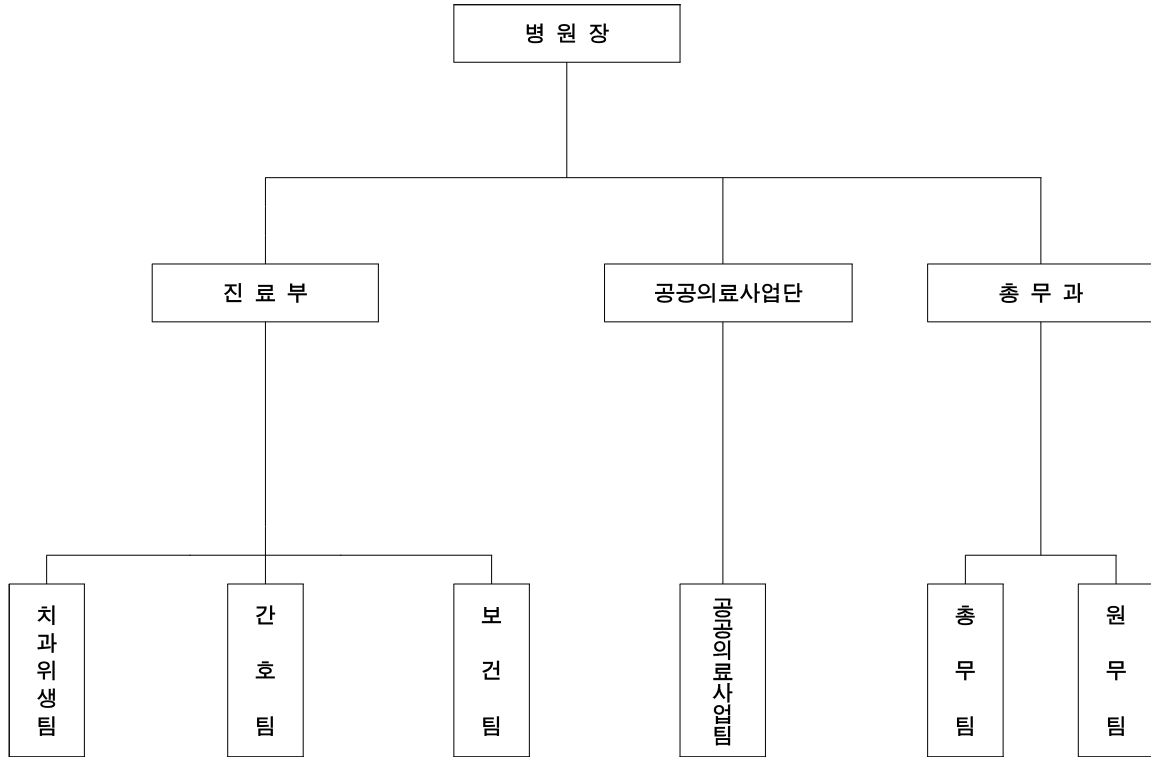 병 원 장
진 료 부
공공의료사업단
총 무 과
치과위생팀
간호팀
보건팀
공공의료사업팀
총무팀
원무팀